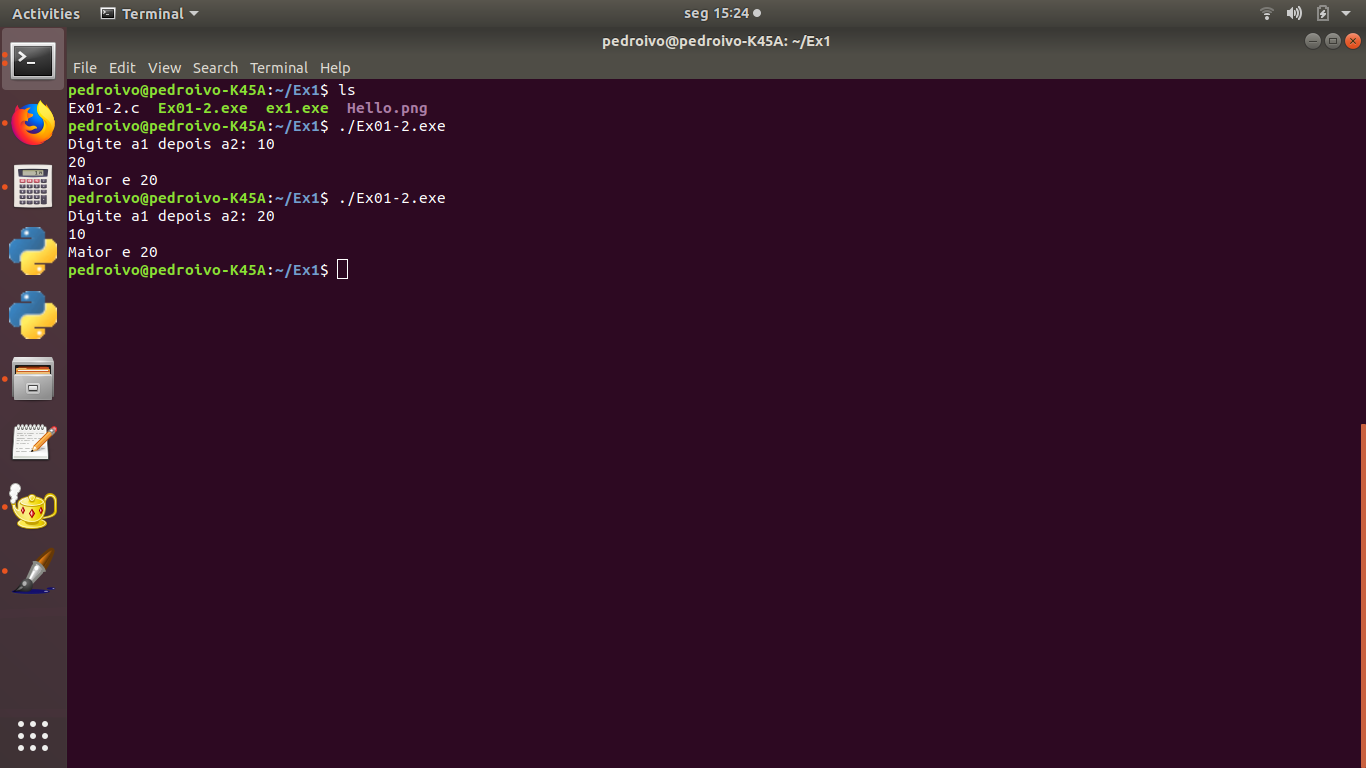 Activities Terminal seg 15:24
pedroivo@pedroivo-K45A: ~/Ex1
File Edit View Search Terminal Help
pedroivo@pedroivo-K45A:~/Ex1$ ls
Ex01-2.c  Ex01-2.exe  ex1.exe  Hello.png
pedroivo@pedroivo-K45A:~/Ex1$ ./Ex01-2.exe
Digite a1 depois a2: 10
20
Maior e 20
pedroivo@pedroivo-K45A:~/Ex1$ ./Ex01-2.exe
Digite a1 depois a2: 20
10
Maior e 20
pedroivo@pedroivo-K45A:~/Ex1$